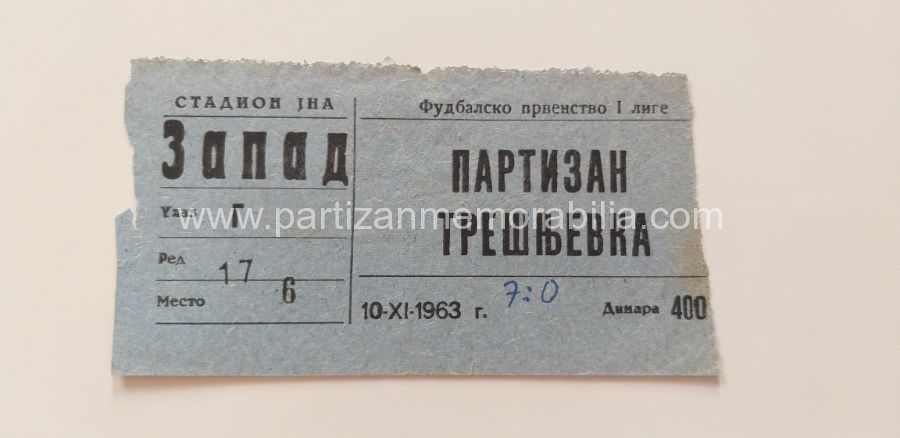 СТАДИОН ЈНА
Запад
Улаз Г
Ред 17
Место 6
Фудбалско првенство I лиге
ПАРТИЗАН
ТРЕШЊЕВКА
7:0
10-XI-1963 г. Динара 400
www.partizanmemorabilia.com